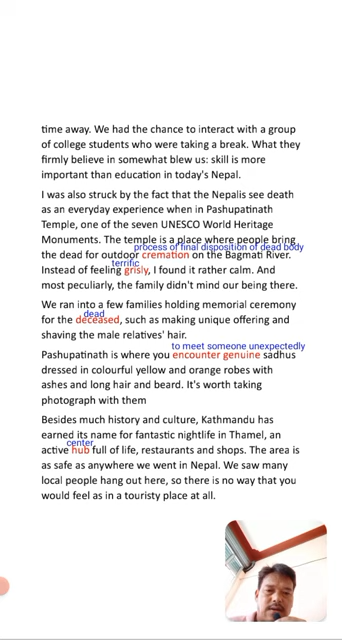 time away. We had the chance to interact with a group
of college students who were taking a break. What they
firmly believe in somewhat blew us: skill is more
important than education in today's Nepal.
I was also struck by the fact that the Nepalis see death
as an everyday experience when in Pashupatinath
Temple, one of the seven UNESCO World Heritage
Monuments. The temple is a place where people bring
process of final disposition of dead body
the dead for outdoor cremation on the Bagmati River.
terrific
Instead of feeling grisly, I found it rather calm. And
most peculiarly, the family didn't mind our being there.
We ran into a few families holding memorial ceremony
dead
for the deceased, such as making unique offering and
shaving the male relatives' hair.
to meet someone unexpectedly
Pashupatinath is where you encounter genuine sadhus
dressed in colourful yellow and orange robes with
ashes and long hair and beard. It's worth taking
photograph with them
Besides much history and culture, Kathmandu has
earned its name for fantastic nightlife in Thamel, an
center
active hub full of life, restaurants and shops. The area is
as safe as anywhere we went in Nepal. We saw many
local people hang out here, so there is no way that you
would feel as in a touristy place at all.